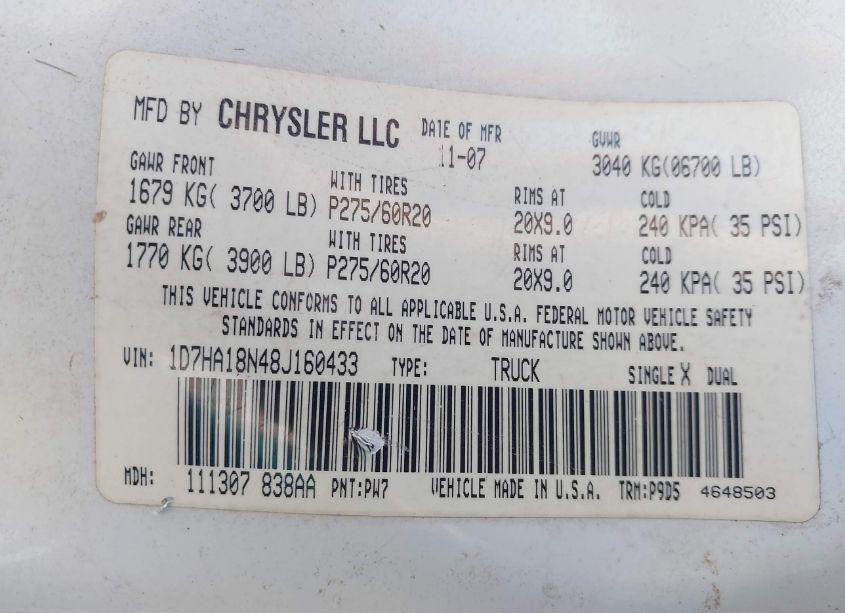 MFD BY CHRYSLER LLC DATE OF MFR GVWR
11-07 3040 KG(06700 LB)
GAWR FRONT WITH TIRES RIMS AT COLD
1679 KG( 3700 LB) P275/60R20 20X9.0 240 KPA( 35 PSI)
GAWR REAR WITH TIRES RIMS AT COLD
1770 KG( 3900 LB) P275/60R20 20X9.0 240 KPA( 35 PSI)
THIS VEHICLE CONFORMS TO ALL APPLICABLE U.S.A. FEDERAL MOTOR VEHICLE SAFETY
STANDARDS IN EFFECT ON THE DATE OF MANUFACTURE SHOWN ABOVE.
VIN: 1D7HA18N48J160433 TYPE: TRUCK SINGLE X DUAL
MDH: 111307 838AA PNT:PW7 VEHICLE MADE IN U.S.A. TRM:P9D5 4648503